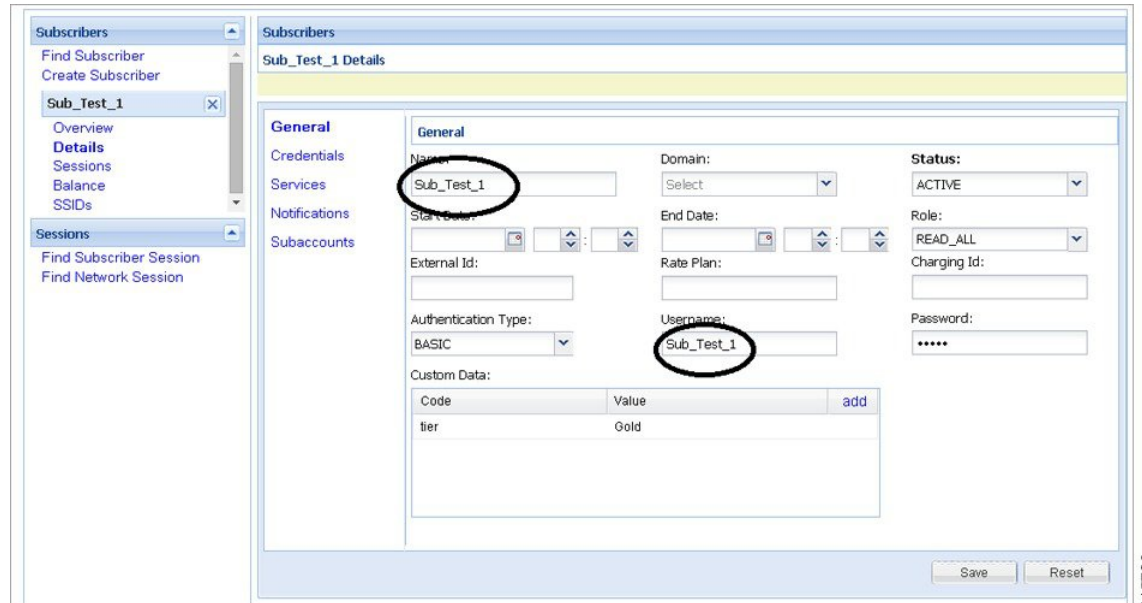 Subscribers
Find Subscriber
Create Subscriber
Sub_Test_1
Overview
Details
Sessions
Balance
SSIDs
Sessions
Find Subscriber Session
Find Network Session
Subscribers
Sub_Test_1 Details
General
Credentials
Services
Notifications
Subaccounts
General
Name: Domain: Status:
Sub_Test_1 Select ACTIVE
Start Date: End Date: Role:
: : READ_ALL
External Id: Rate Plan: Charging Id:
Authentication Type: Username: Password:
BASIC Sub_Test_1 •••••
Custom Data:
Code Value add
tier Gold
Save Reset